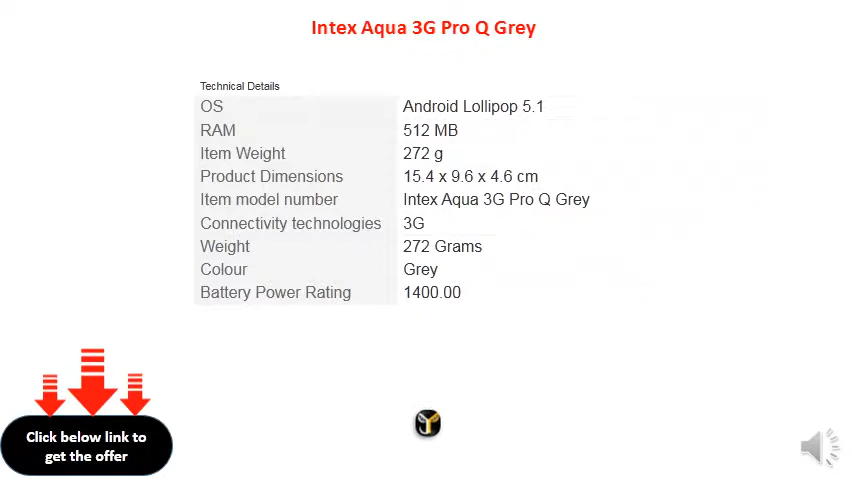 Intex Aqua 3G Pro Q Grey
Technical Details
OS Android Lollipop 5.1
RAM 512 MB
Item Weight 272 g
Product Dimensions 15.4 x 9.6 x 4.6 cm
Item model number Intex Aqua 3G Pro Q Grey
Connectivity technologies 3G
Weight 272 Grams
Colour Grey
Battery Power Rating 1400.00
Click below link to
get the offer